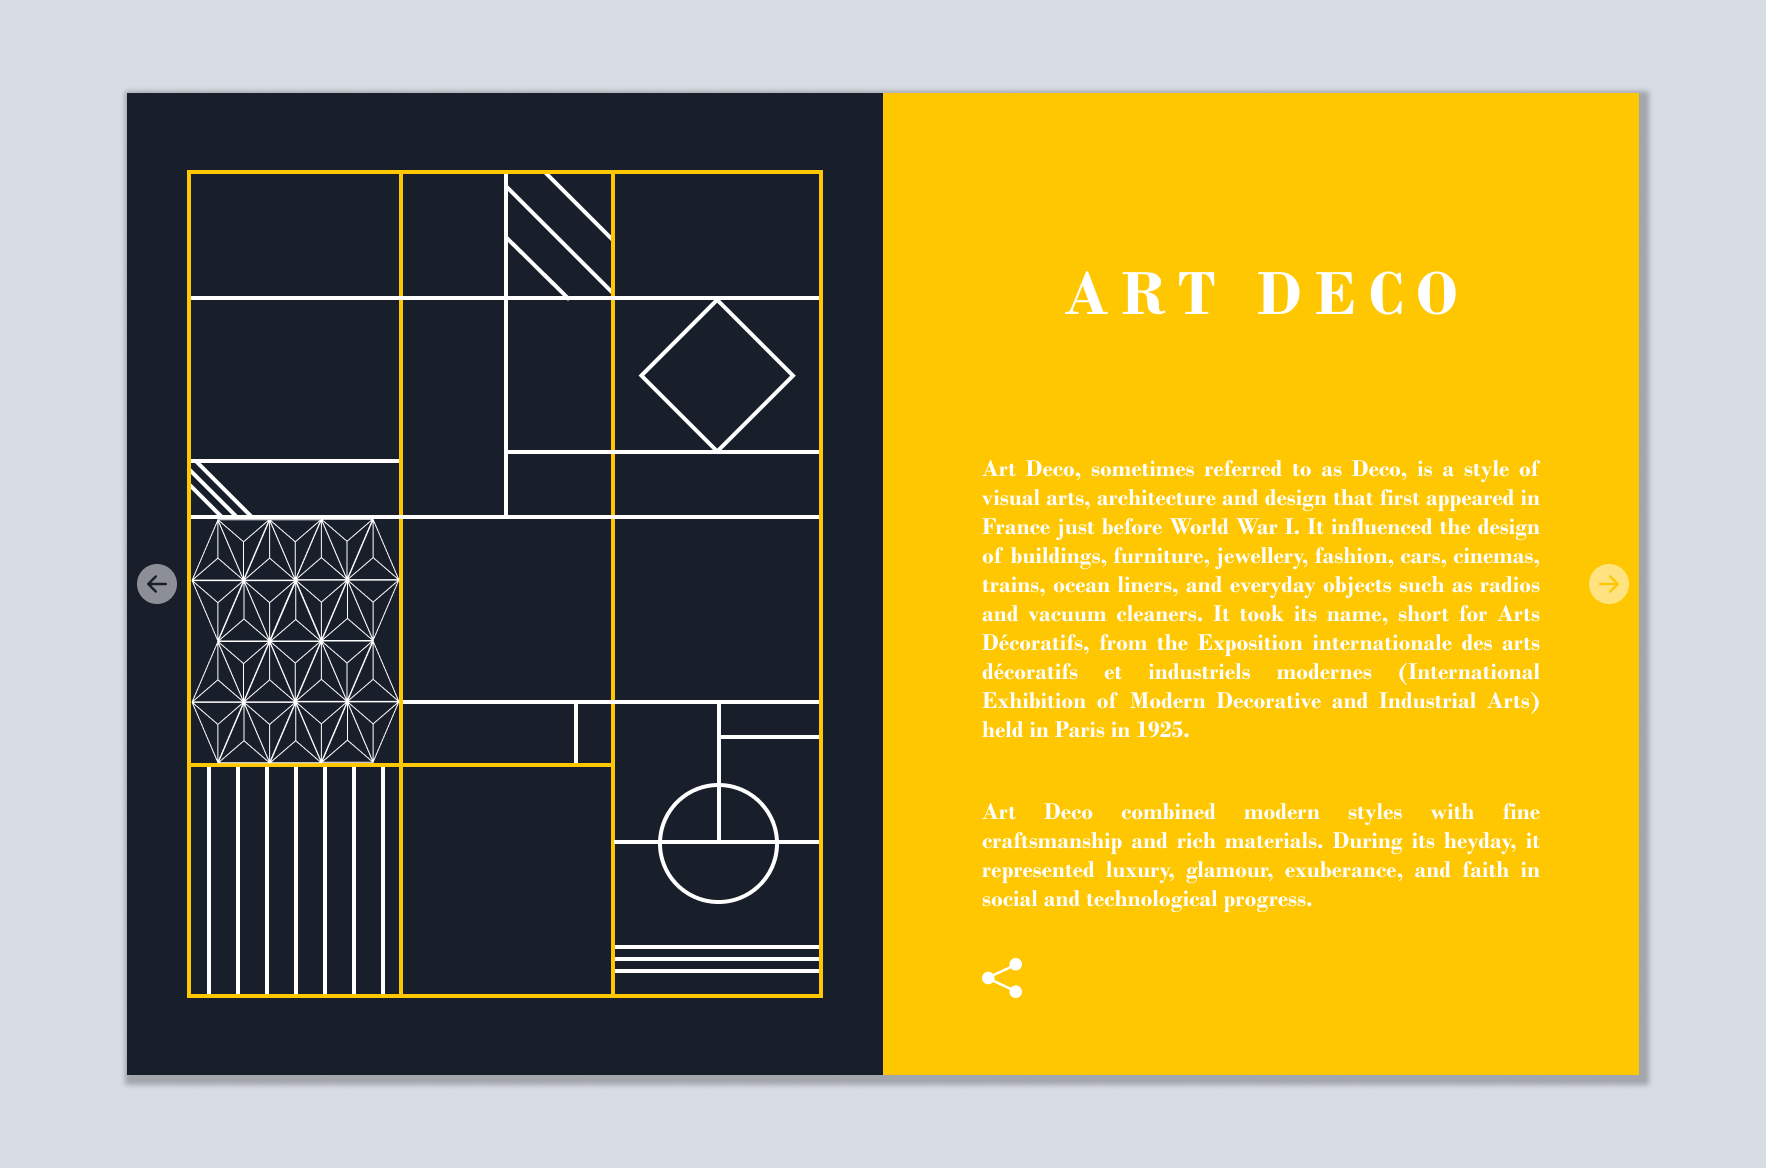 ART DECO
Art Deco, sometimes referred to as Deco, is a style of
visual arts, architecture and design that first appeared in
France just before World War I. It influenced the design
of buildings, furniture, jewellery, fashion, cars, cinemas,
trains, ocean liners, and everyday objects such as radios
and vacuum cleaners. It took its name, short for Arts
Décoratifs, from the Exposition internationale des arts
décoratifs et industriels modernes (International
Exhibition of Modern Decorative and Industrial Arts)
held in Paris in 1925.
Art Deco combined modern styles with fine
craftsmanship and rich materials. During its heyday, it
represented luxury, glamour, exuberance, and faith in
social and technological progress.